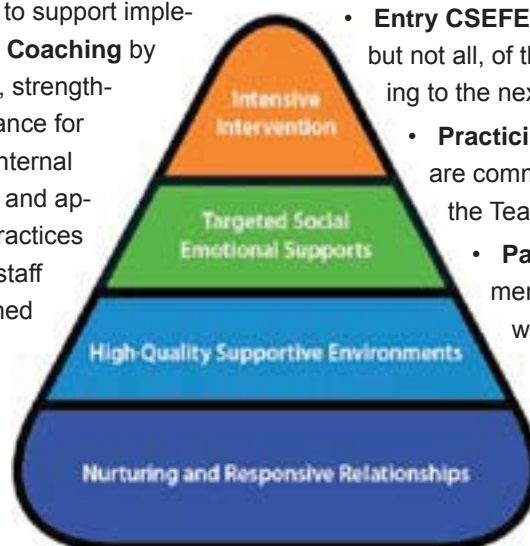 to support imple-
Coaching by
, strength-
ance for
nternal
and ap-
ractices
staff
ned
Intensive
Intervention
Targeted Social
Emotional Supports
High-Quality Supportive Environments
Nurturing and Responsive Relationships
• Entry CSEFE
but not all, of th
ing to the nex
• Practici
are comm
the Tea
• Pa
men
w